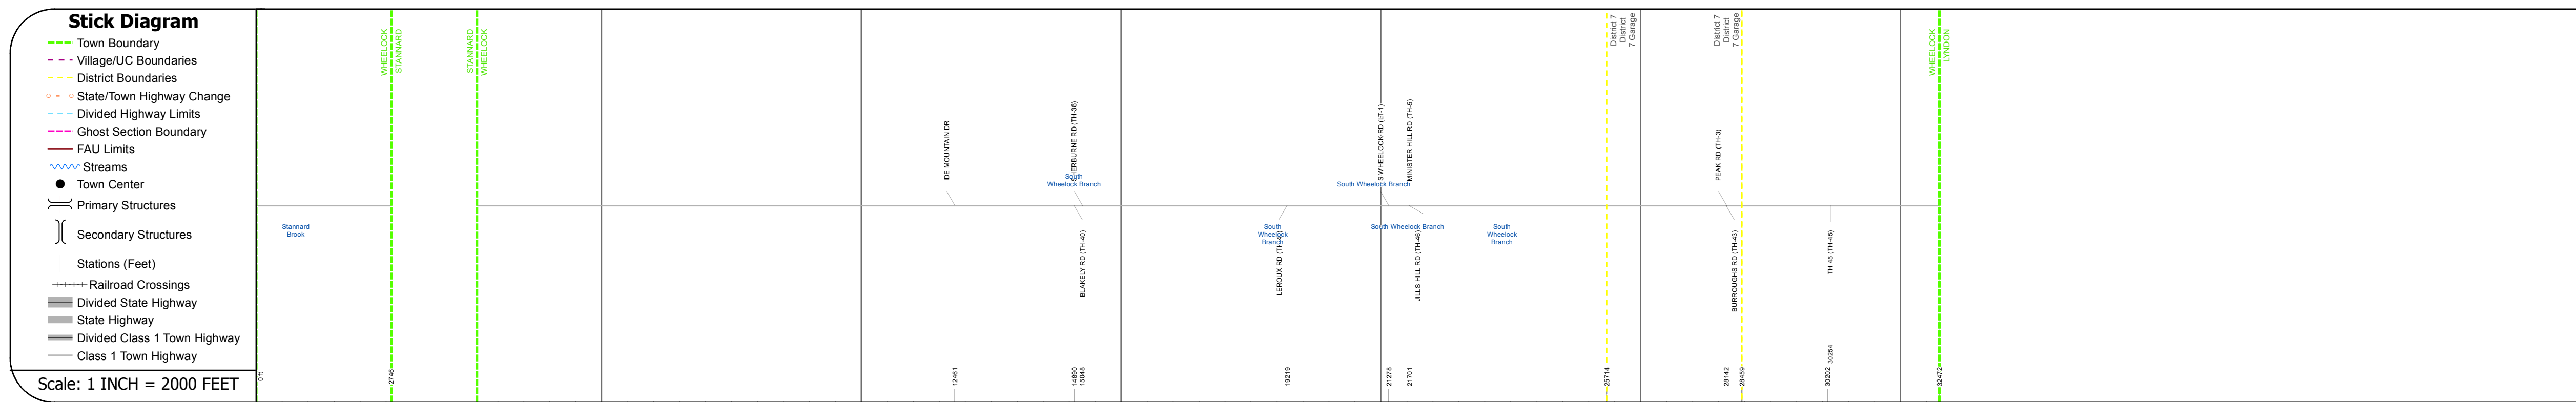 Stick Diagram
Town Boundary
Village/UC Boundaries
District Boundaries
State/Town Highway Change
Divided Highway Limits
Ghost Section Boundary
FAU Limits
Streams
Town Center
Primary Structures
Secondary Structures
Stations (Feet)
Railroad Crossings
Divided State Highway
State Highway
Divided Class 1 Town Highway
Class 1 Town Highway
Scale: 1 INCH = 2000 FEET
WHEELOCK
STANNARD
STANNARD
WHEELOCK
District 7
District
7 Garage
District 7
District
7 Garage
WHEELOCK
LYNDON
IDE MOUNTAIN DR
SHERBURNE RD (TH-36)
S WHEELOCK RD (LT-1)
MINISTER HILL RD (TH-5)
PEAK RD (TH-3)
South
Wheelock Branch
South Wheelock Branch
Stannard
Brook
South
Wheelock
Branch
South Wheelock Branch
South
Wheelock
Branch
BLAKELY RD (TH-40)
LEROUX RD
JILLS HILL RD (TH-46)
BURROUGHS RD (TH-43)
TH 45 (TH-45)
0 ft
2746
12461
14890
15048
19219
21278
21701
25714
28142
28459
30202
30254
32472